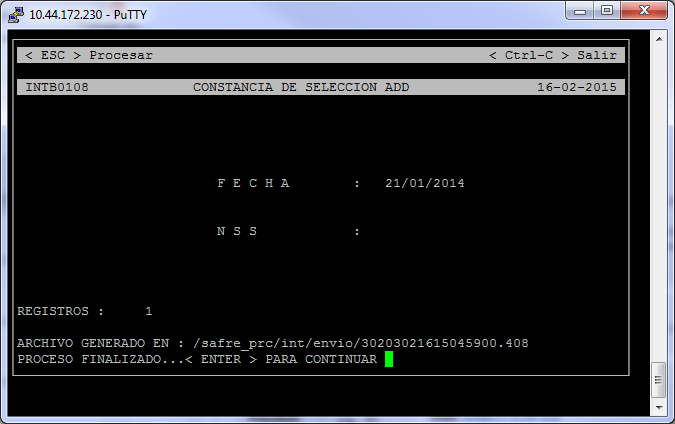 10.44.172.230 - PuTTY
< ESC > Procesar < Ctrl-C > Salir
INTB0108 CONSTANCIA DE SELECCION ADD 16-02-2015
F E C H A : 21/01/2014
N S S :
REGISTROS : 1
ARCHIVO GENERADO EN : /safre_prc/int/envio/30203021615045900.408
PROCESO FINALIZADO...< ENTER > PARA CONTINUAR